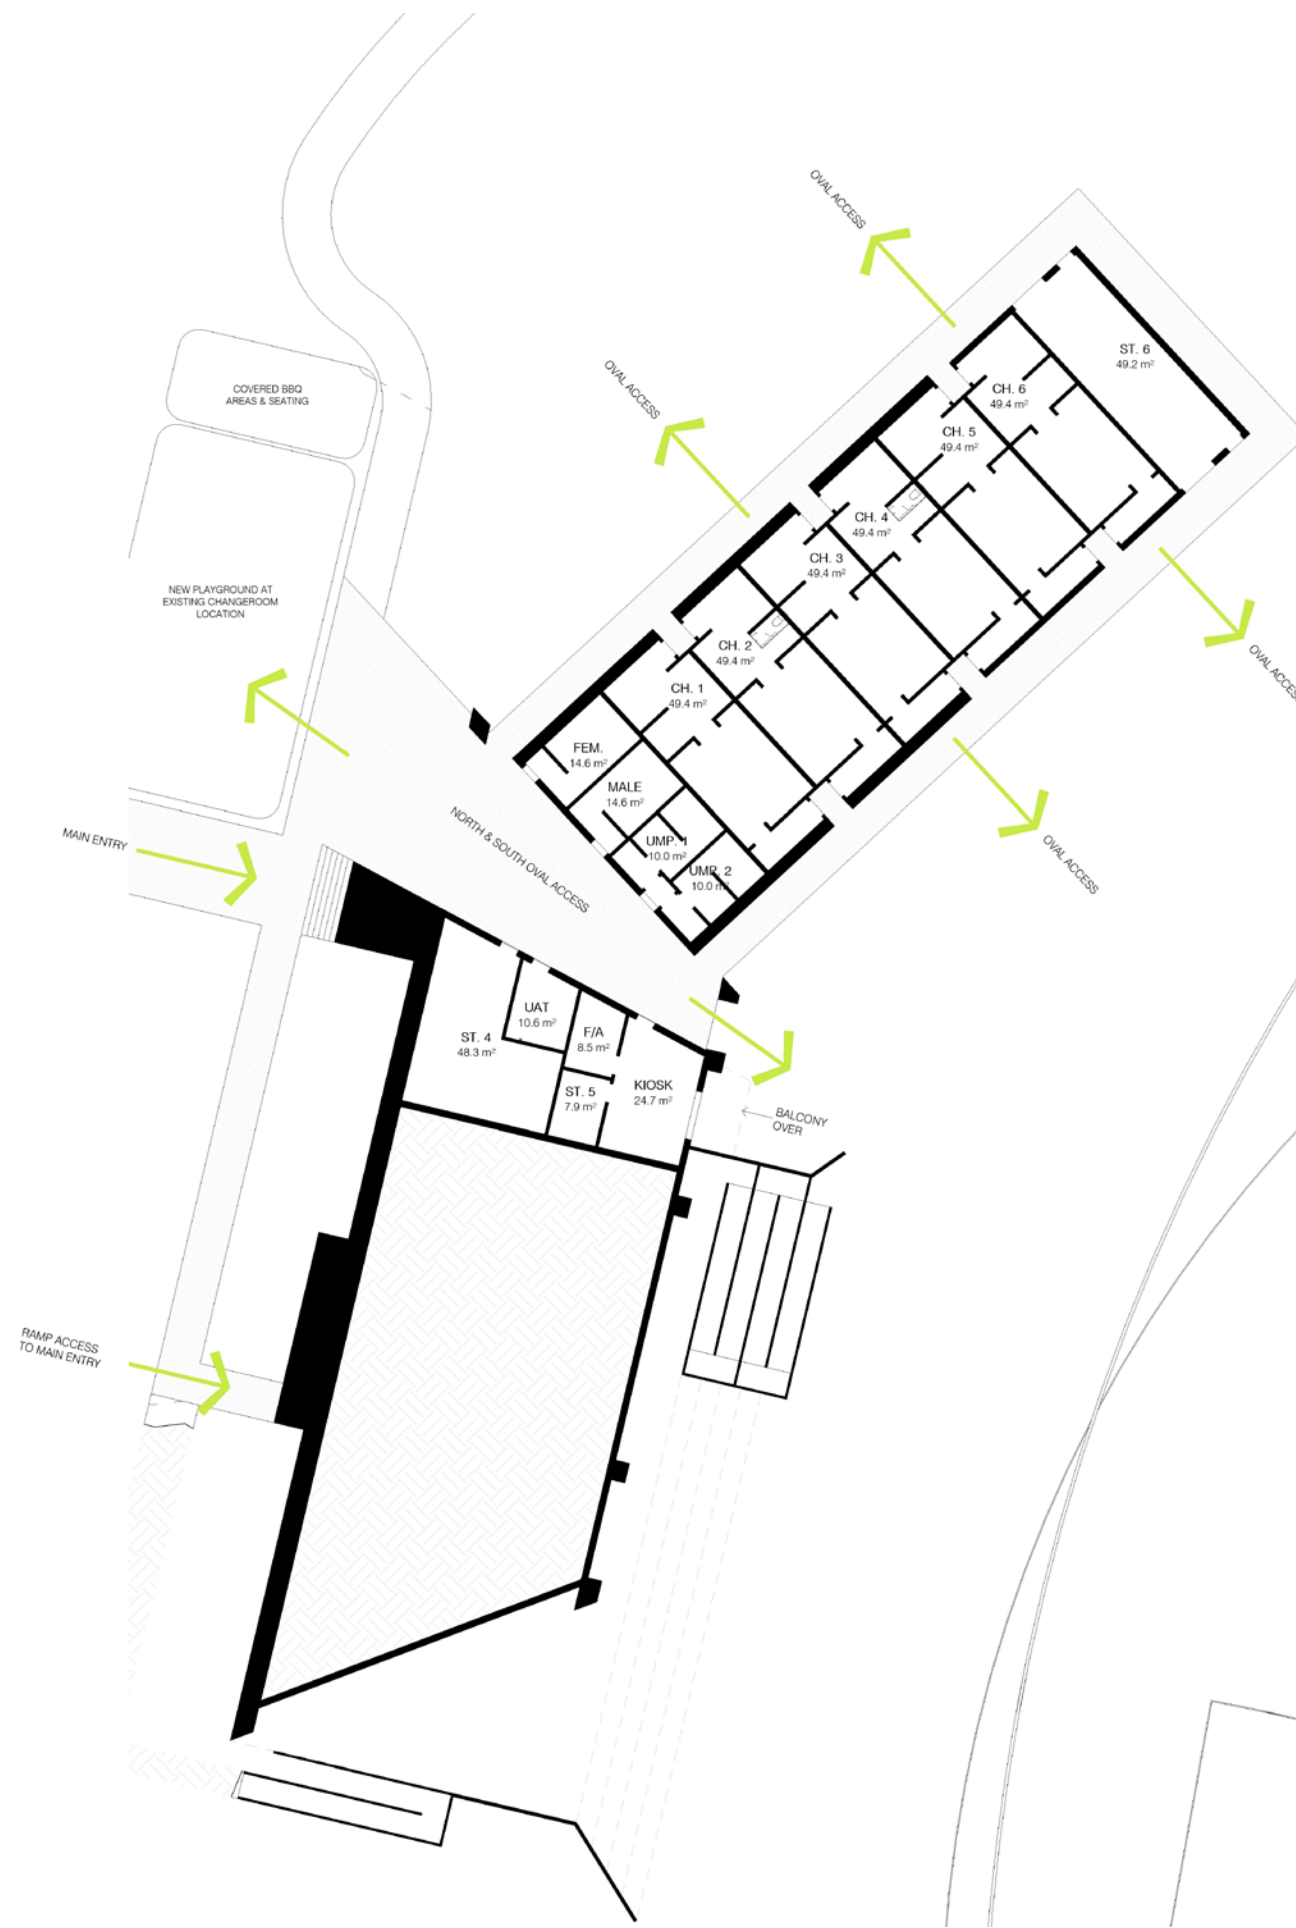 OVAL ACCESS
ST. 6
49.2 m²
OVAL ACCESS
CH. 6
49.4 m²
COVERED BBQ
AREAS & SEATING
CH. 5
49.4 m²
CH. 4
49.4 m²
CH. 3
49.4 m²
NEW PLAYGROUND AT
EXISTING CHANGEROOM
LOCATION
CH. 2
49.4 m²
OVAL ACCESS
CH. 1
49.4 m²
FEM.
14.6 m²
MALE
14.6 m²
MAIN ENTRY
NORTH & SOUTH OVAL ACCESS
UMP. 1
10.0 m²
UMP. 2
10.0 m²
OVAL ACCESS
UAT
10.6 m²
ST. 4
48.3 m²
F/A
8.5 m²
ST. 5
7.9 m²
KIOSK
24.7 m²
BALCONY
OVER
RAMP ACCESS
TO MAIN ENTRY